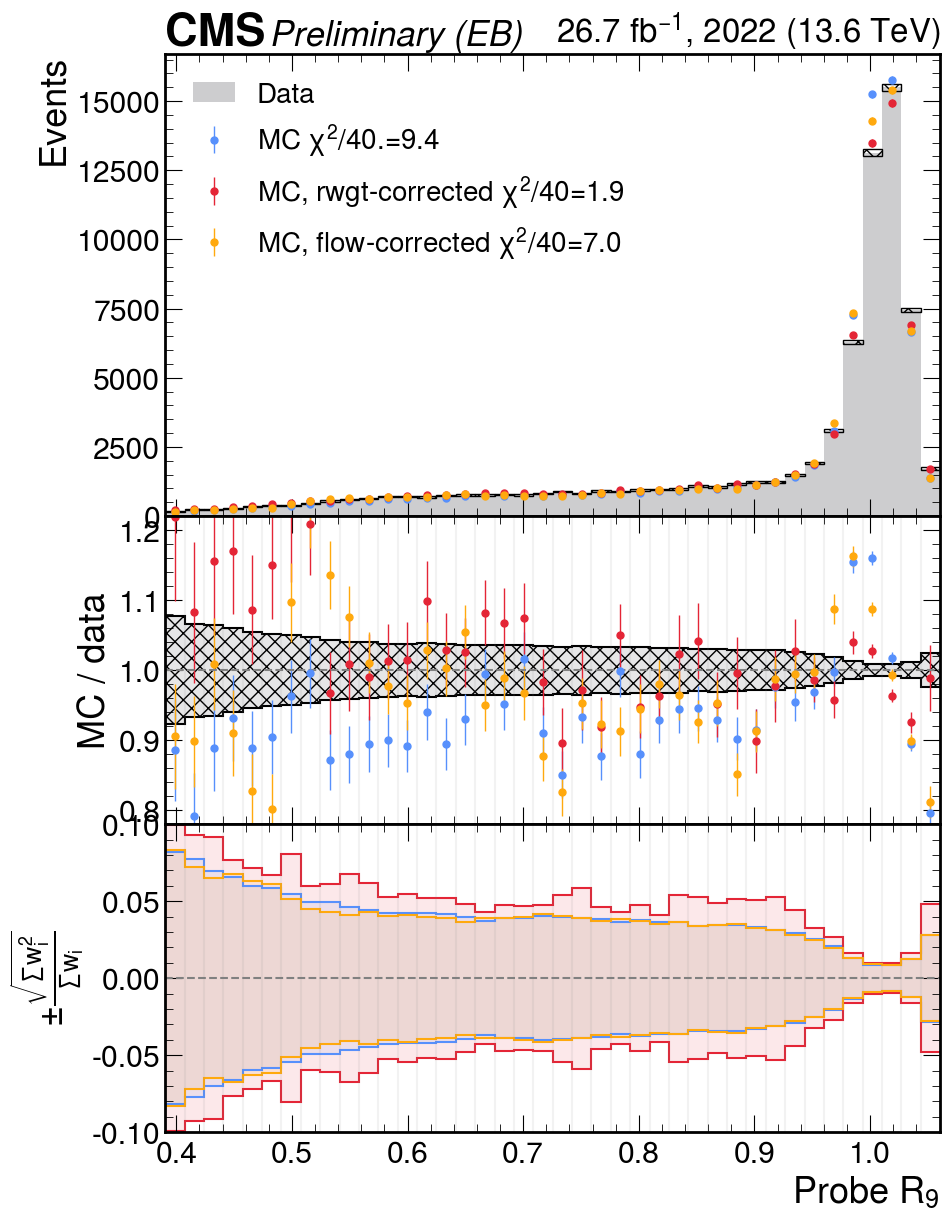 CMS Preliminary (EB) 26.7 fb⁻¹, 2022 (13.6 TeV)
Events
15000
12500
10000
7500
5000
2500
0
Data
MC χ²/40.=9.4
MC, rwgt-corrected χ²/40=1.9
MC, flow-corrected χ²/40=7.0
MC / data
1.2
1.1
1.0
0.9
0.8
±√Σw_i²/Σw_i
0.10
0.05
0.00
-0.05
-0.10
0.4 0.5 0.6 0.7 0.8 0.9 1.0
Probe R₉